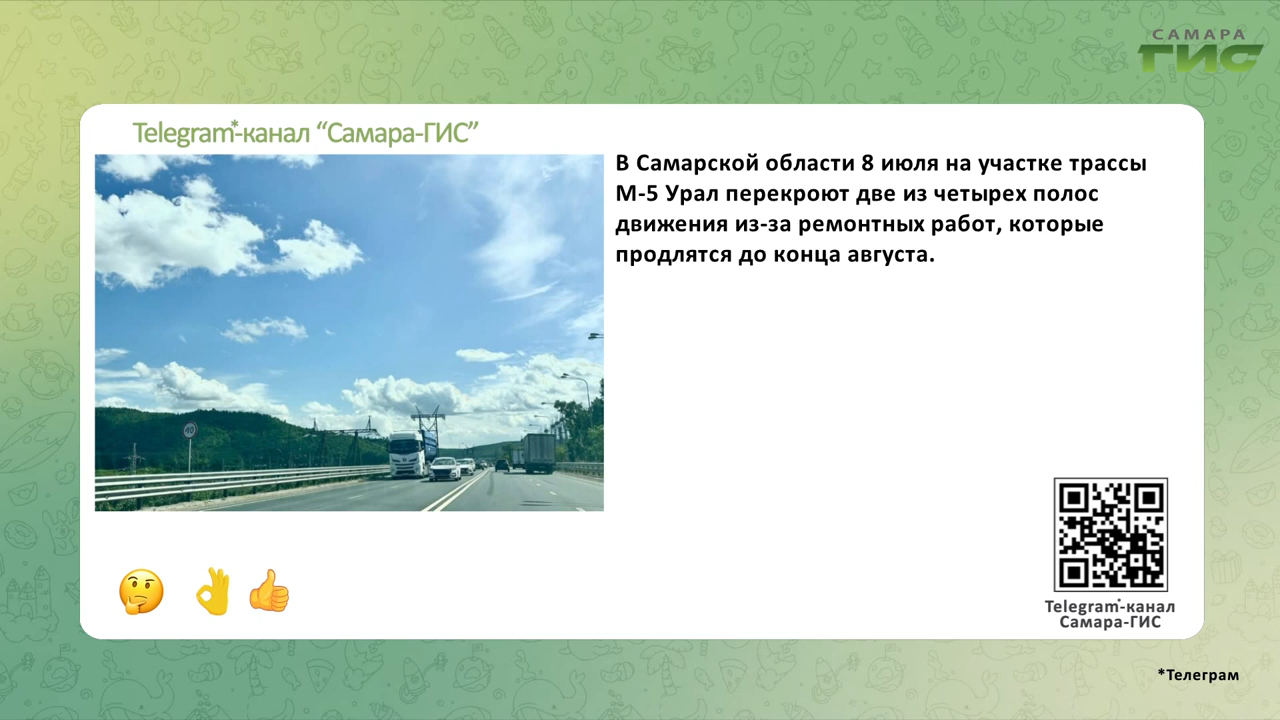 САМАРА
ГИС
Telegram*-канал “Самара-ГИС”
В Самарской области 8 июля на участке трассы
М-5 Урал перекроют две из четырех полос
движения из-за ремонтных работ, которые
продлятся до конца августа.
40
Telegram*-канал
Самара-ГИС
*Телеграм